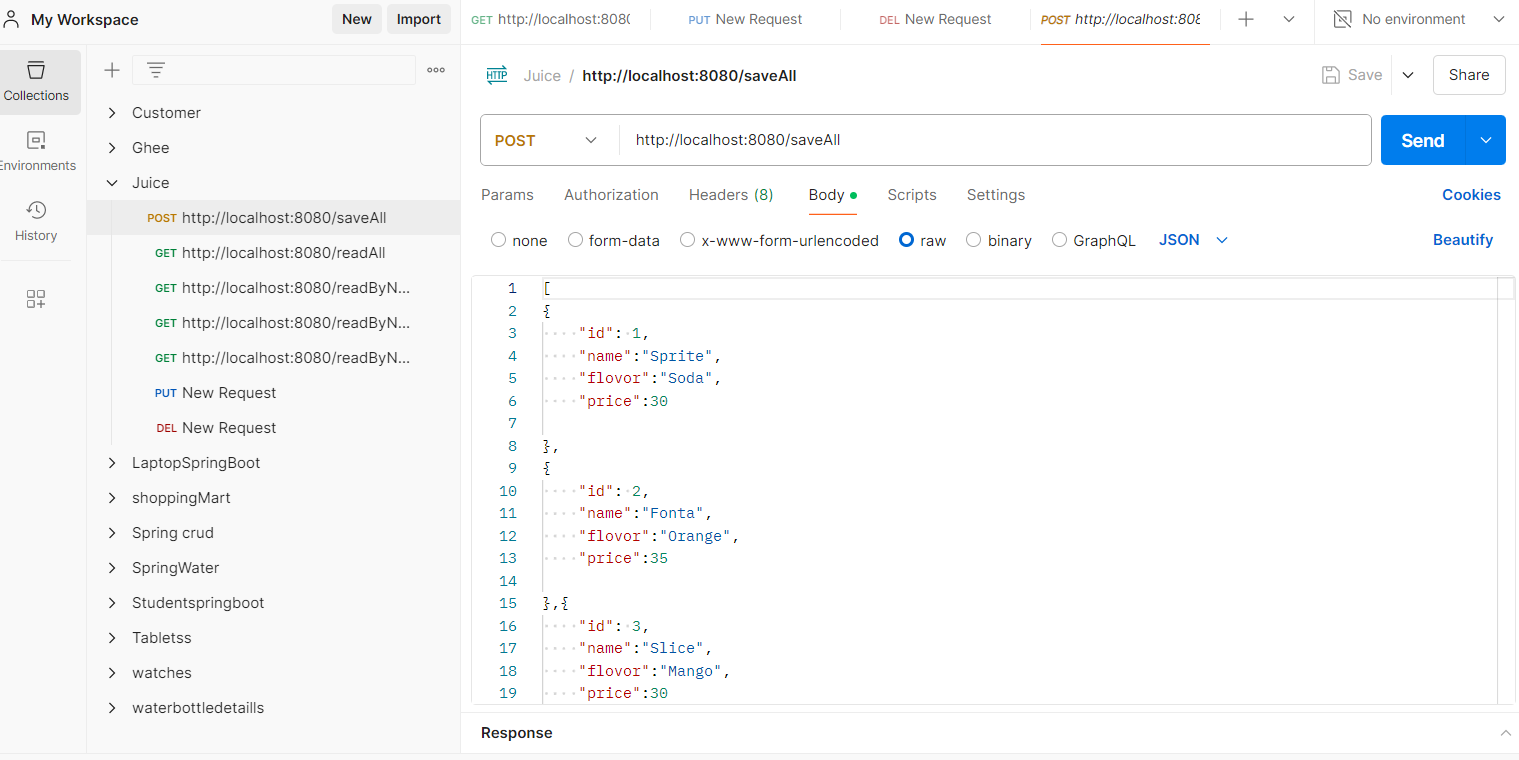 My Workspace New Import
GET http://localhost:8080 PUT New Request DEL New Request POST http://localhost:808 No environment
Collections
Environments
History
Customer
Ghee
Juice
POST http://localhost:8080/saveAll
GET http://localhost:8080/readAll
GET http://localhost:8080/readByN...
GET http://localhost:8080/readByN...
GET http://localhost:8080/readByN...
PUT New Request
DEL New Request
LaptopSpringBoot
shoppingMart
Spring crud
SpringWater
Studentspringboot
Tabletss
watches
waterbottledetaills
HTTP Juice / http://localhost:8080/saveAll Save Share
POST http://localhost:8080/saveAll Send
Params Authorization Headers (8) Body Scripts Settings Cookies
none form-data x-www-form-urlencoded raw binary GraphQL JSON Beautify
1 [
2 {
3 "id": 1,
4 "name":"Sprite",
5 "flovor":"Soda",
6 "price":30
7
8 },
9 {
10 "id": 2,
11 "name":"Fonta",
12 "flovor":"Orange",
13 "price":35
14
15 },{
16 "id": 3,
17 "name":"Slice",
18 "flovor":"Mango",
19 "price":30
Response